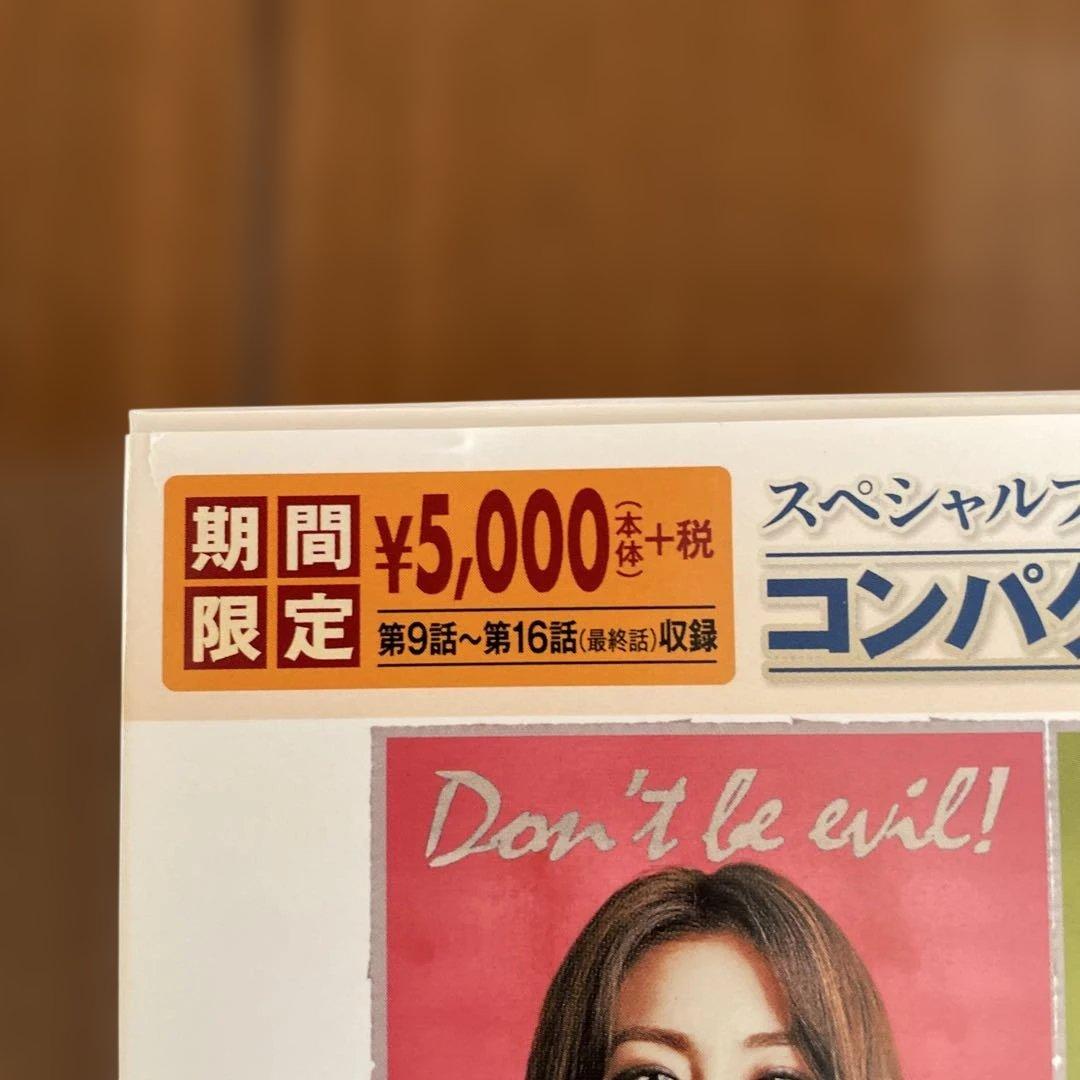 期間限定
¥5,000(本体)+税
第9話～第16話(最終話)収録
スペシャルプ
コンパク
Don't be evil!